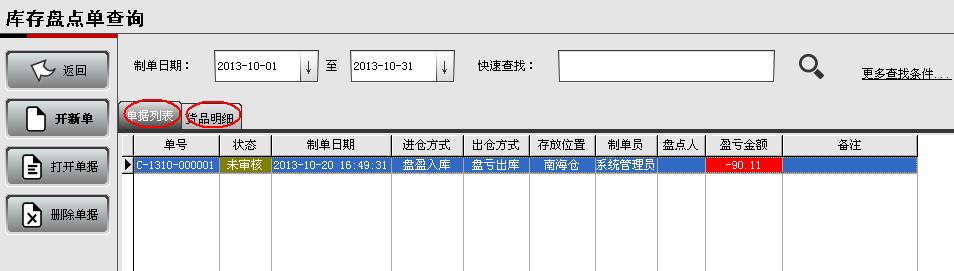 库存盘点单查询
返回
开新单
打开单据
删除单据
制单日期： 2013-10-01 至 2013-10-31 快速查找： 更多查找条件...
单据列表 货品明细
单号 状态 制单日期 进仓方式 出仓方式 存放位置 制单员 盘点人 盈亏金额 备注
C-1310-000001 未审核 2013-10-20 16:49:31 盘盈入库 盘亏出库 南海仓 系统管理员 -90.11